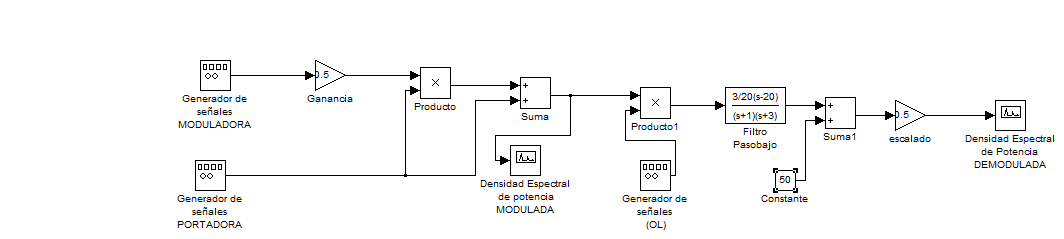 Generador de
señales
MODULADORA
0.5
Ganancia
×
Producto
+
+
Suma
Generador de
señales
PORTADORA
Densidad Espectral
de potencia
MODULADA
×
Producto1
Generador de
señales
(OL)
3/20(s-20)
(s+1)(s+3)
Filtro
Pasobajo
+
+
Suma1
50
Constante
0.5
escalado
Densidad Espectral
de Potencia
DEMODULADA